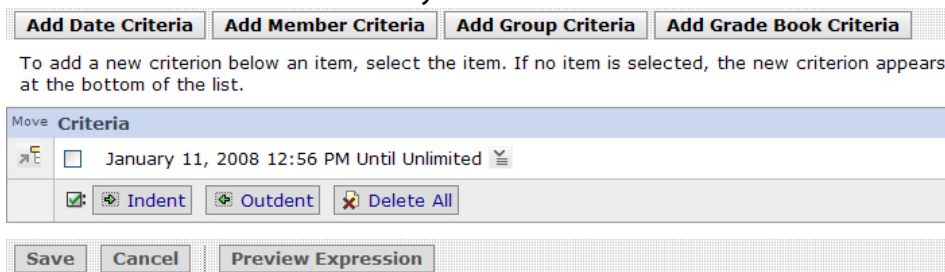 Add Date Criteria Add Member Criteria Add Group Criteria Add Grade Book Criteria
To add a new criterion below an item, select the item. If no item is selected, the new criterion appears
at the bottom of the list.
Move Criteria
January 11, 2008 12:56 PM Until Unlimited
: Indent Outdent Delete All
Save Cancel Preview Expression